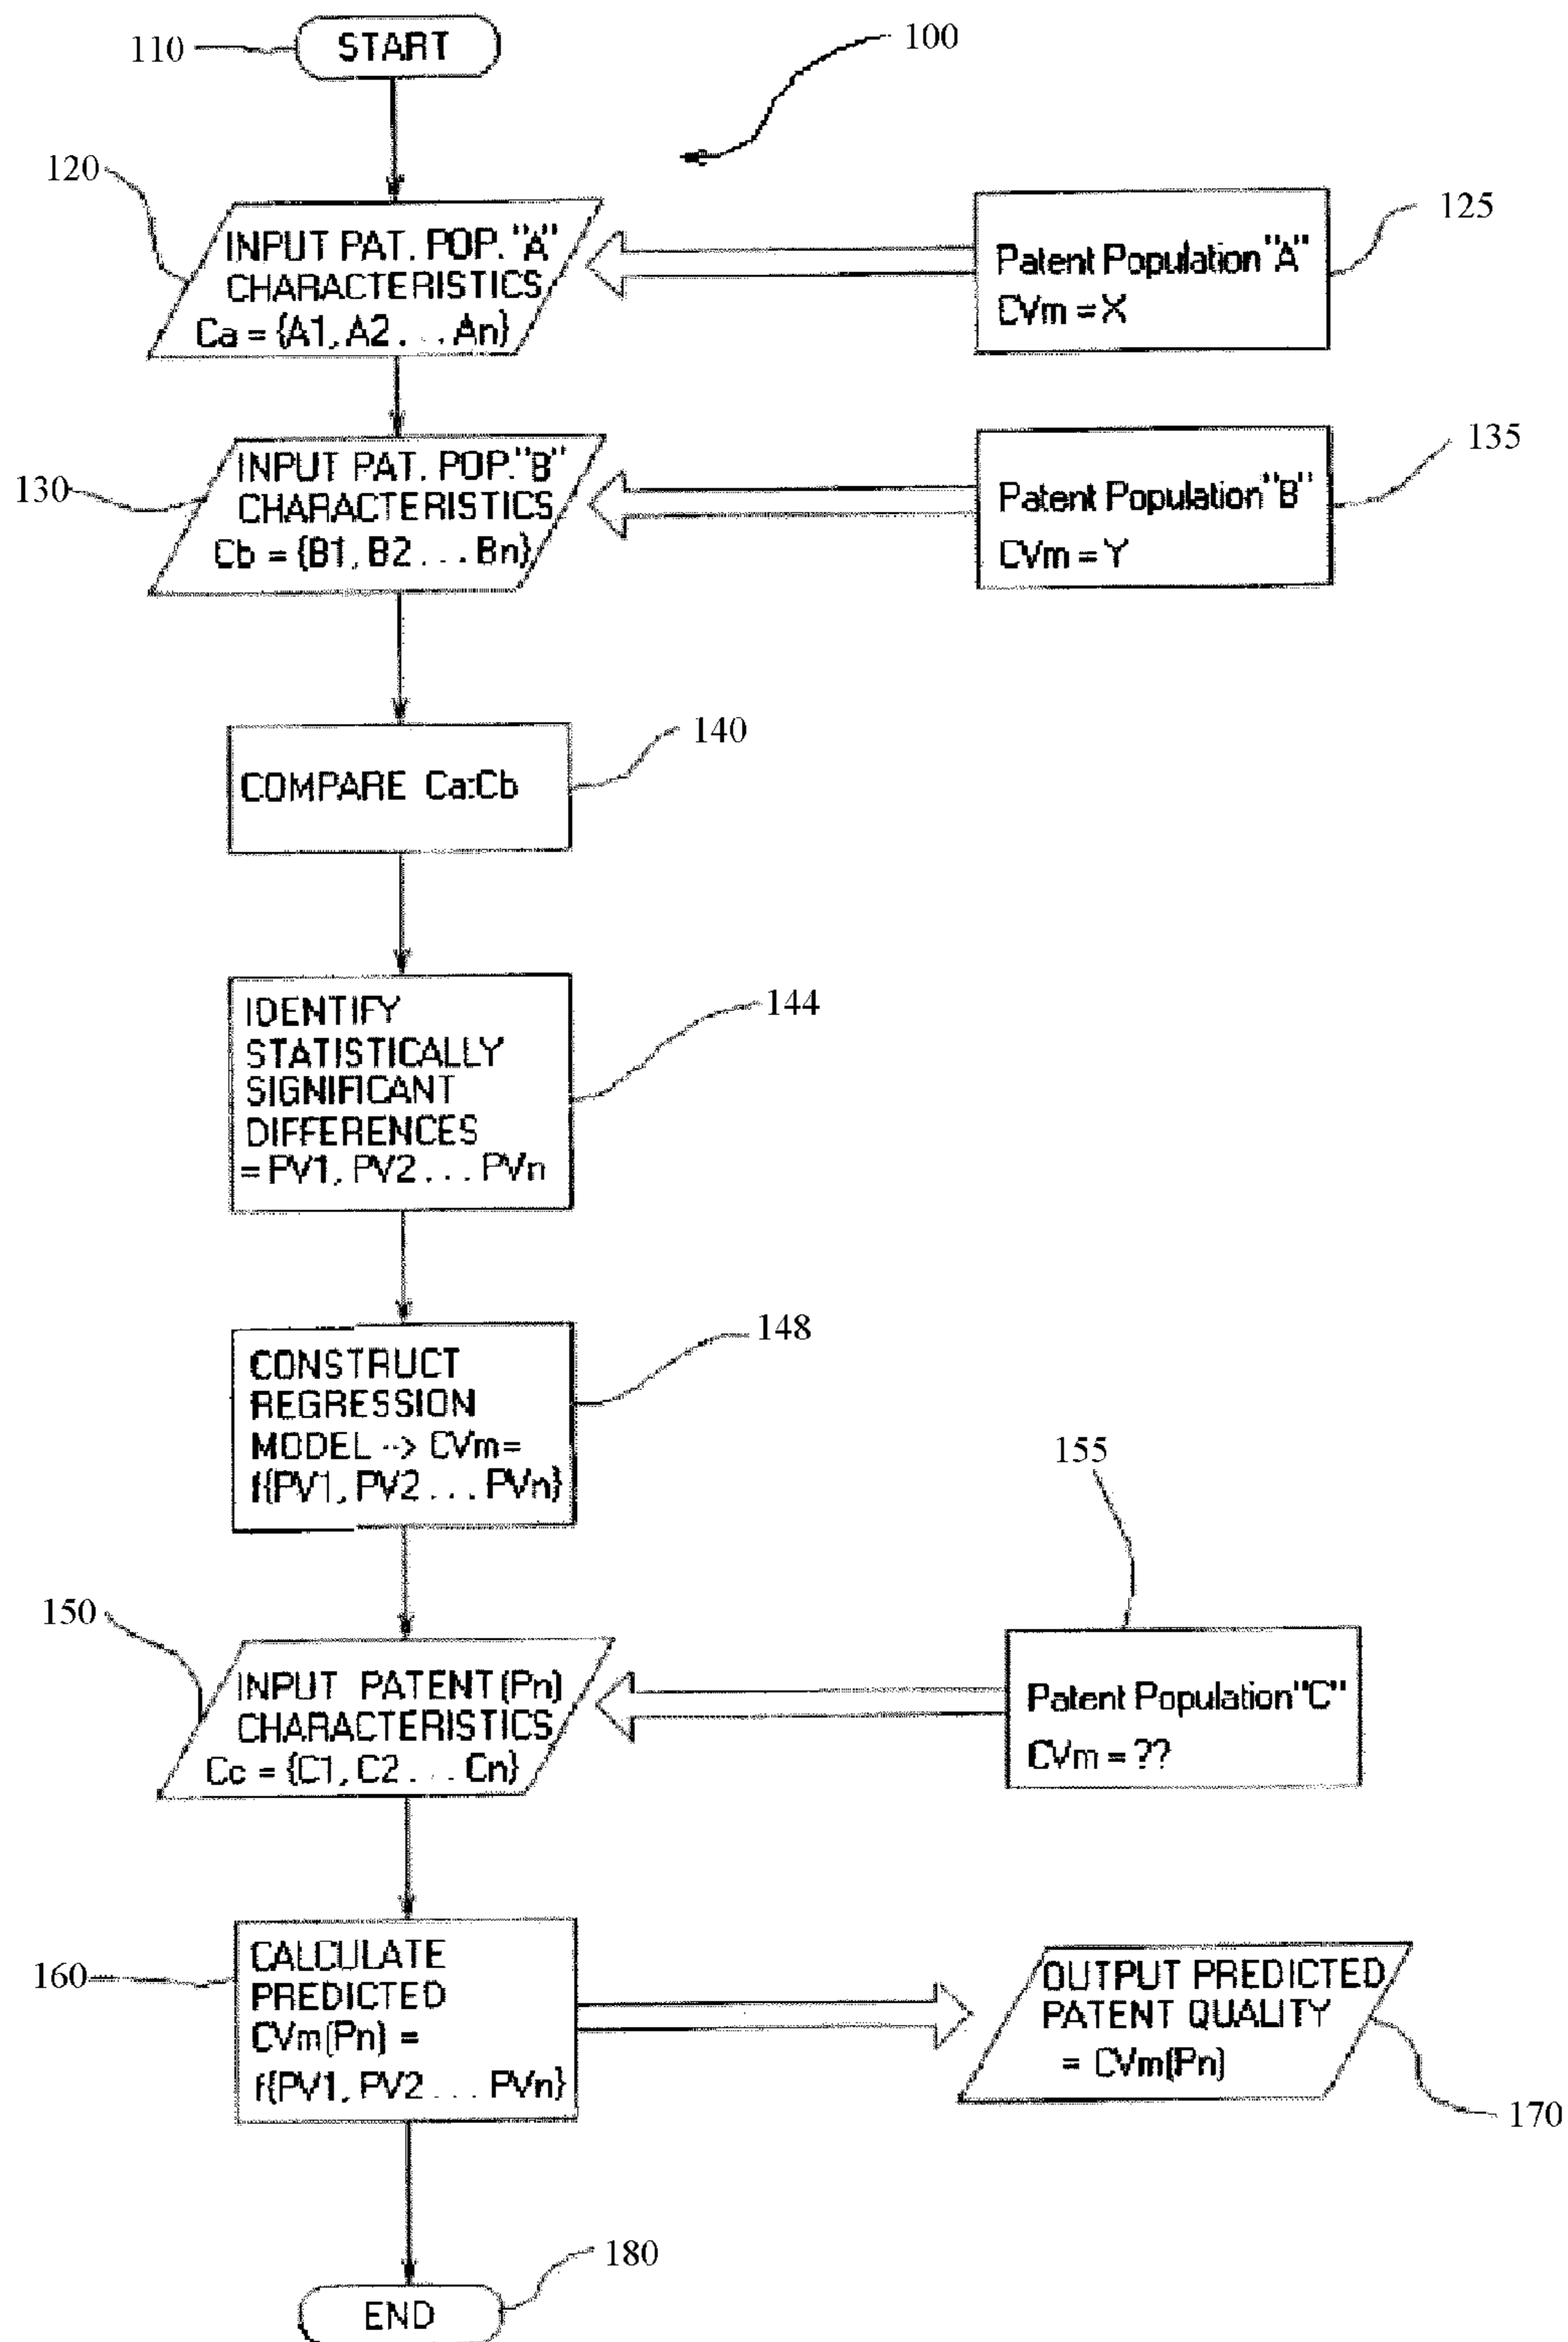 110
START
100
120
INPUT PAT. POP. "A"
CHARACTERISTICS
Ca = {A1, A2 ... An}
Patent Population "A"
CVm = X
125
130
INPUT PAT. POP. "B"
CHARACTERISTICS
Cb = {B1, B2 ... Bn}
Patent Population "B"
CVm = Y
135
COMPARE Ca:Cb
140
IDENTIFY
STATISTICALLY
SIGNIFICANT
DIFFERENCES
= PV1, PV2 ... PVn
144
CONSTRUCT
REGRESSION
MODEL --> CVm =
f{PV1, PV2 ... PVn}
148
150
INPUT PATENT (Pn)
CHARACTERISTICS
Cc = {C1, C2 ... Cn}
155
Patent Population "C"
CVm = ??
160
CALCULATE
PREDICTED
CVm(Pn) =
f{PV1, PV2 ... PVn}
OUTPUT PREDICTED
PATENT QUALITY
= CVm(Pn)
170
180
END